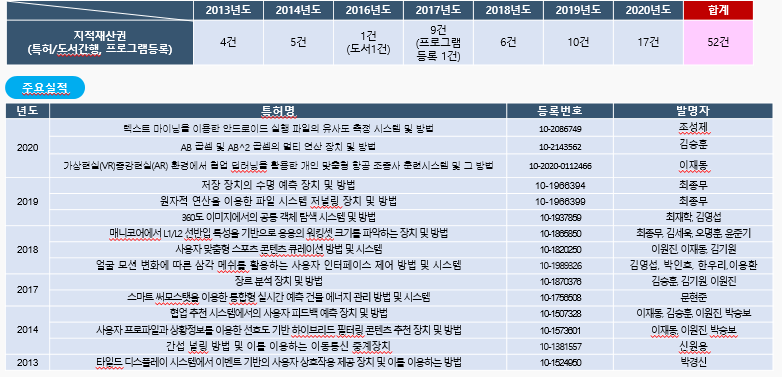 2013년도 2014년도 2016년도 2017년도 2018년도 2019년도 2020년도 합계
지적재산권
(특허/도서간행, 프로그램등록)
4건 5건 1건
(도서1건)
9건
(프로그램
등록 1건)
6건 10건 17건 52건
주요실적
년도 특허명 등록번호 발명자
2020 텍스트 마이닝을 이용한 안드로이드 실행 파일의 유사도 측정 시스템 및 방법 10-2086749 조성제
AB 곱셈 및 AB^2 곱셈의 멀티 연산 장치 및 방법 10-2143562 김승훈
가상현실(VR)증강현실(AR) 환경에서 협업 딥러닝을 활용한 개인 맞춤형 항공 조종사 훈련시스템 및 그 방법 10-2020-0112466 이재동
2019 저장 장치의 수명 예측 장치 및 방법 10-1966394 최종무
원자적 연산을 이용한 파일 시스템 저널링 장치 및 방법 10-1966399 최종무
360도 이미지에서의 공통 객체 탐색 시스템 및 방법 10-1937859 최재학, 김영섭
2018 매니코어에서 L1/L2 선반입 특성을 기반으로 응용의 워킹셋 크기를 파악하는 장치 및 방법 10-1865850 최종무, 김세욱, 오명훈, 윤준기
사용자 맞춤형 스포츠 콘텐츠 큐레이션 방법 및 시스템 10-1820250 이원진 이재동, 김기원
얼굴 모션 변화에 따른 삼각 메쉬를 활용하는 사용자 인터페이스 제어 방법 및 시스템 10-1989326 김영섭, 박인호, 한우리,이용환
2017 장르 분석 장치 및 방법 10-1870376 김승훈, 김기원 이원진
스마트 써모스탯을 이용한 통합형 실시간 예측 건물 에너지 관리 방법 및 시스템 10-1756508 문현준
2014 협업 추천 시스템에서의 사용자 피드백 예측 장치 및 방법 10-1507328 이재동, 김승훈, 이원진, 박승보
사용자 프로파일과 상황정보를 이용한 선호도 기반 하이브리드 필터링 콘텐츠 추천 장치 및 방법 10-1573601 이재동, 이원진, 박승보
간섭 널링 방법 및 이를 이용하는 이동통신 중계장치 10-1381557 신원용
2013 타일드 디스플레이 시스템에서 이벤트 기반의 사용자 상호작용 제공 장치 및 이를 이용하는 방법 10-1524950 박경신